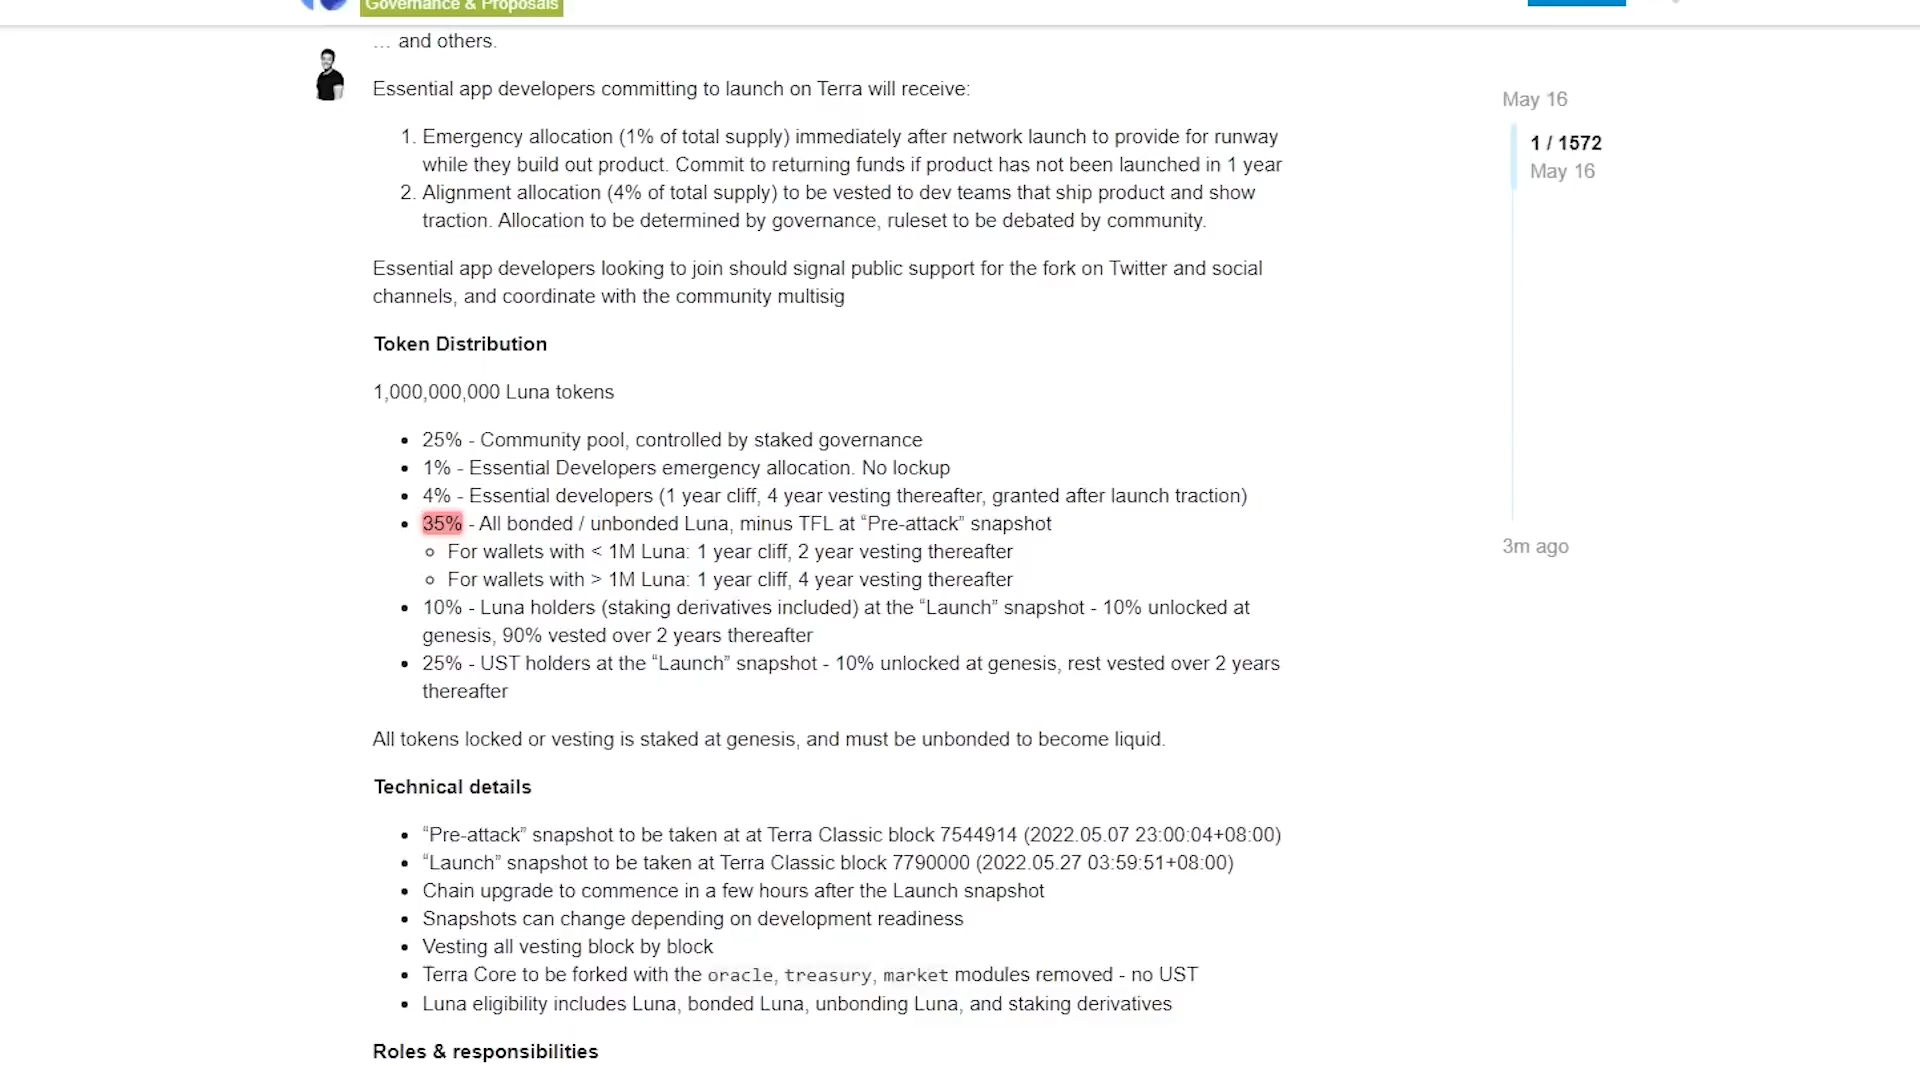 Governance & Proposals
... and others.
Essential app developers committing to launch on Terra will receive:
1. Emergency allocation (1% of total supply) immediately after network launch to provide for runway
while they build out product. Commit to returning funds if product has not been launched in 1 year
2. Alignment allocation (4% of total supply) to be vested to dev teams that ship product and show
traction. Allocation to be determined by governance, ruleset to be debated by community.
Essential app developers looking to join should signal public support for the fork on Twitter and social
channels, and coordinate with the community multisig
Token Distribution
1,000,000,000 Luna tokens
• 25% - Community pool, controlled by staked governance
• 1% - Essential Developers emergency allocation. No lockup
• 4% - Essential developers (1 year cliff, 4 year vesting thereafter, granted after launch traction)
• 35% - All bonded / unbonded Luna, minus TFL at “Pre-attack” snapshot
◦ For wallets with < 1M Luna: 1 year cliff, 2 year vesting thereafter
◦ For wallets with > 1M Luna: 1 year cliff, 4 year vesting thereafter
• 10% - Luna holders (staking derivatives included) at the “Launch” snapshot - 10% unlocked at
genesis, 90% vested over 2 years thereafter
• 25% - UST holders at the “Launch” snapshot - 10% unlocked at genesis, rest vested over 2 years
thereafter
All tokens locked or vesting is staked at genesis, and must be unbonded to become liquid.
Technical details
• “Pre-attack” snapshot to be taken at at Terra Classic block 7544914 (2022.05.07 23:00:04+08:00)
• “Launch” snapshot to be taken at Terra Classic block 7790000 (2022.05.27 03:59:51+08:00)
• Chain upgrade to commence in a few hours after the Launch snapshot
• Snapshots can change depending on development readiness
• Vesting all vesting block by block
• Terra Core to be forked with the oracle, treasury, market modules removed - no UST
• Luna eligibility includes Luna, bonded Luna, unbonding Luna, and staking derivatives
Roles & responsibilities
May 16
1 / 1572
May 16
3m ago